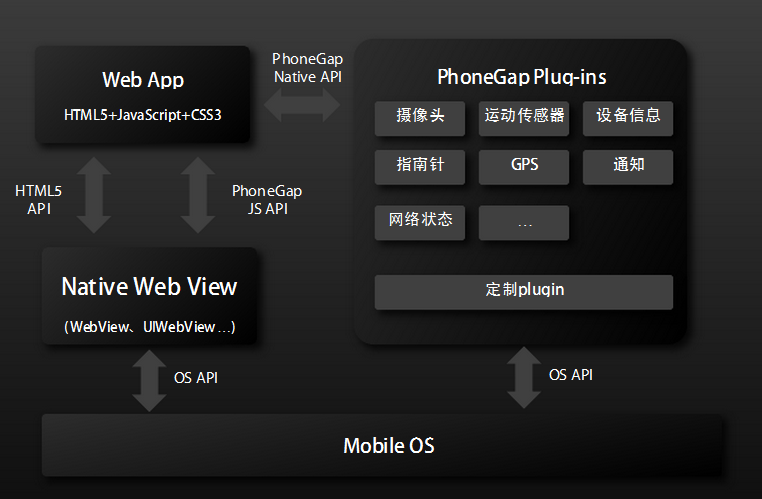 Web App
HTML5+JavaScript+CSS3
PhoneGap
Native API
PhoneGap Plug-ins
摄像头
运动传感器
设备信息
指南针
GPS
通知
网络状态
...
定制plugin
HTML5
API
PhoneGap
JS API
Native Web View
(WebView、UIWebView...)
OS API
OS API
Mobile OS